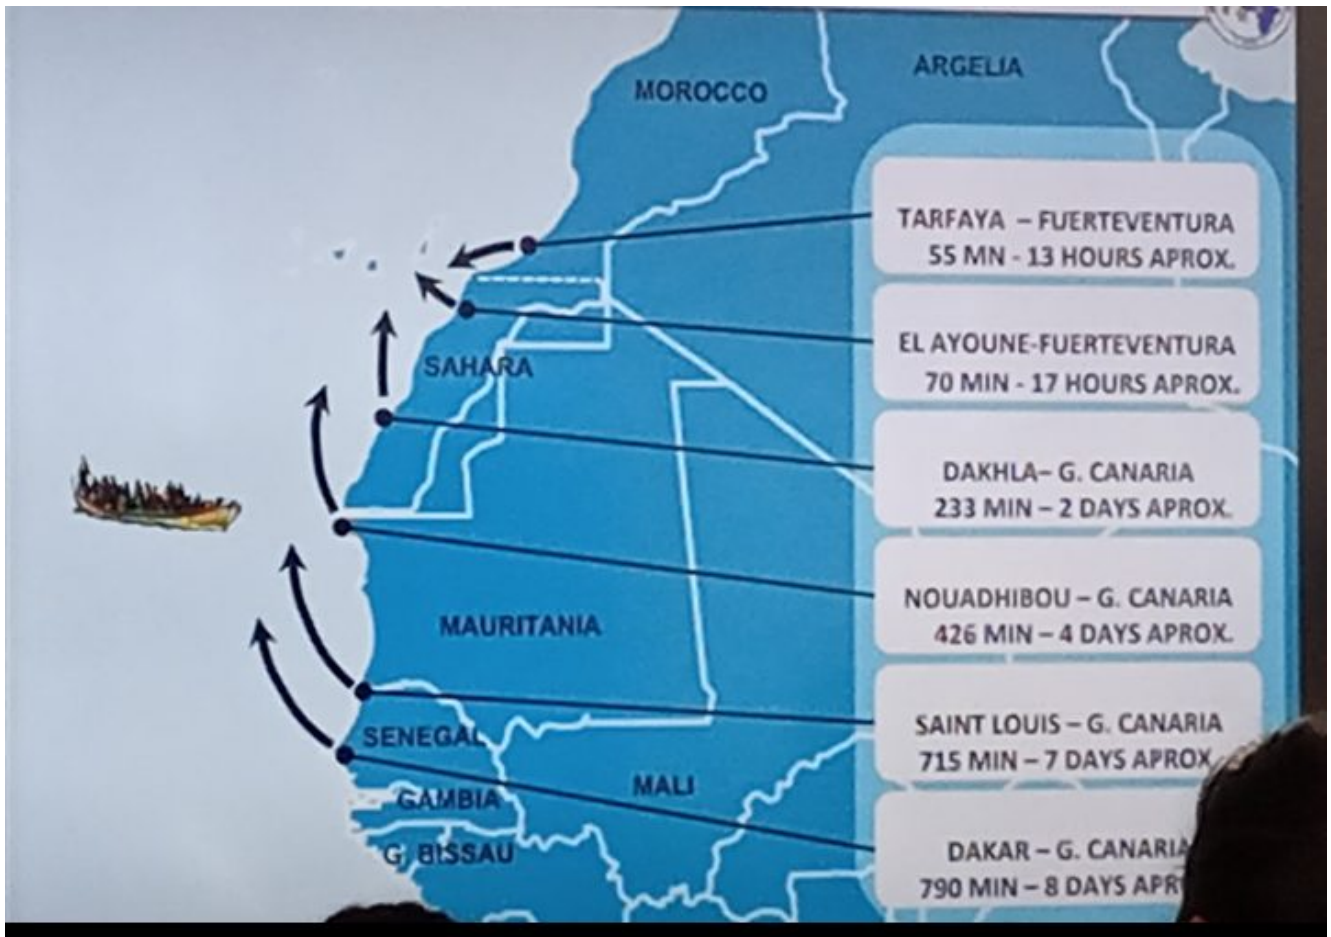 MOROCCO
ARGELIA
TARFAYA – FUERTEVENTURA
55 MN - 13 HOURS APROX.
EL AYOUNE-FUERTEVENTURA
70 MIN - 17 HOURS APROX.
SAHARA
DAKHLA– G. CANARIA
233 MIN – 2 DAYS APROX.
NOUADHIBOU – G. CANARIA
426 MIN – 4 DAYS APROX.
MAURITANIA
SAINT LOUIS – G. CANARIA
715 MIN – 7 DAYS APROX
SENEGAL
MALI
GAMBIA
G. BISSAU
DAKAR – G. CANARIA
790 MIN – 8 DAYS APR